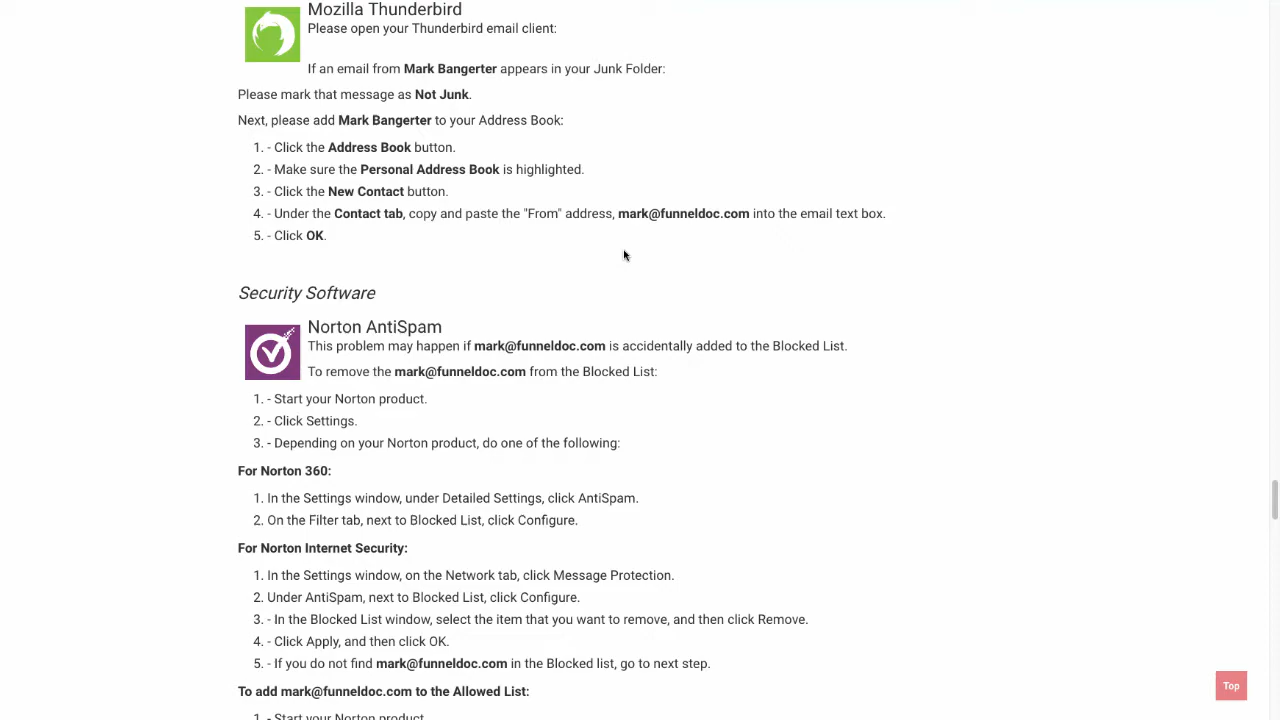 Mozilla Thunderbird
Please open your Thunderbird email client:
If an email from Mark Bangerter appears in your Junk Folder:
Please mark that message as Not Junk.
Next, please add Mark Bangerter to your Address Book:
1. - Click the Address Book button.
2. - Make sure the Personal Address Book is highlighted.
3. - Click the New Contact button.
4. - Under the Contact tab, copy and paste the "From" address, mark@funneldoc.com into the email text box.
5. - Click OK.
Security Software
Norton AntiSpam
This problem may happen if mark@funneldoc.com is accidentally added to the Blocked List.
To remove the mark@funneldoc.com from the Blocked List:
1. - Start your Norton product.
2. - Click Settings.
3. - Depending on your Norton product, do one of the following:
For Norton 360:
1. In the Settings window, under Detailed Settings, click AntiSpam.
2. On the Filter tab, next to Blocked List, click Configure.
For Norton Internet Security:
1. In the Settings window, on the Network tab, click Message Protection.
2. Under AntiSpam, next to Blocked List, click Configure.
3. - In the Blocked List window, select the item that you want to remove, and then click Remove.
4. - Click Apply, and then click OK.
5. - If you do not find mark@funneldoc.com in the Blocked list, go to next step.
Top
To add mark@funneldoc.com to the Allowed List:
1. - Start your Norton product